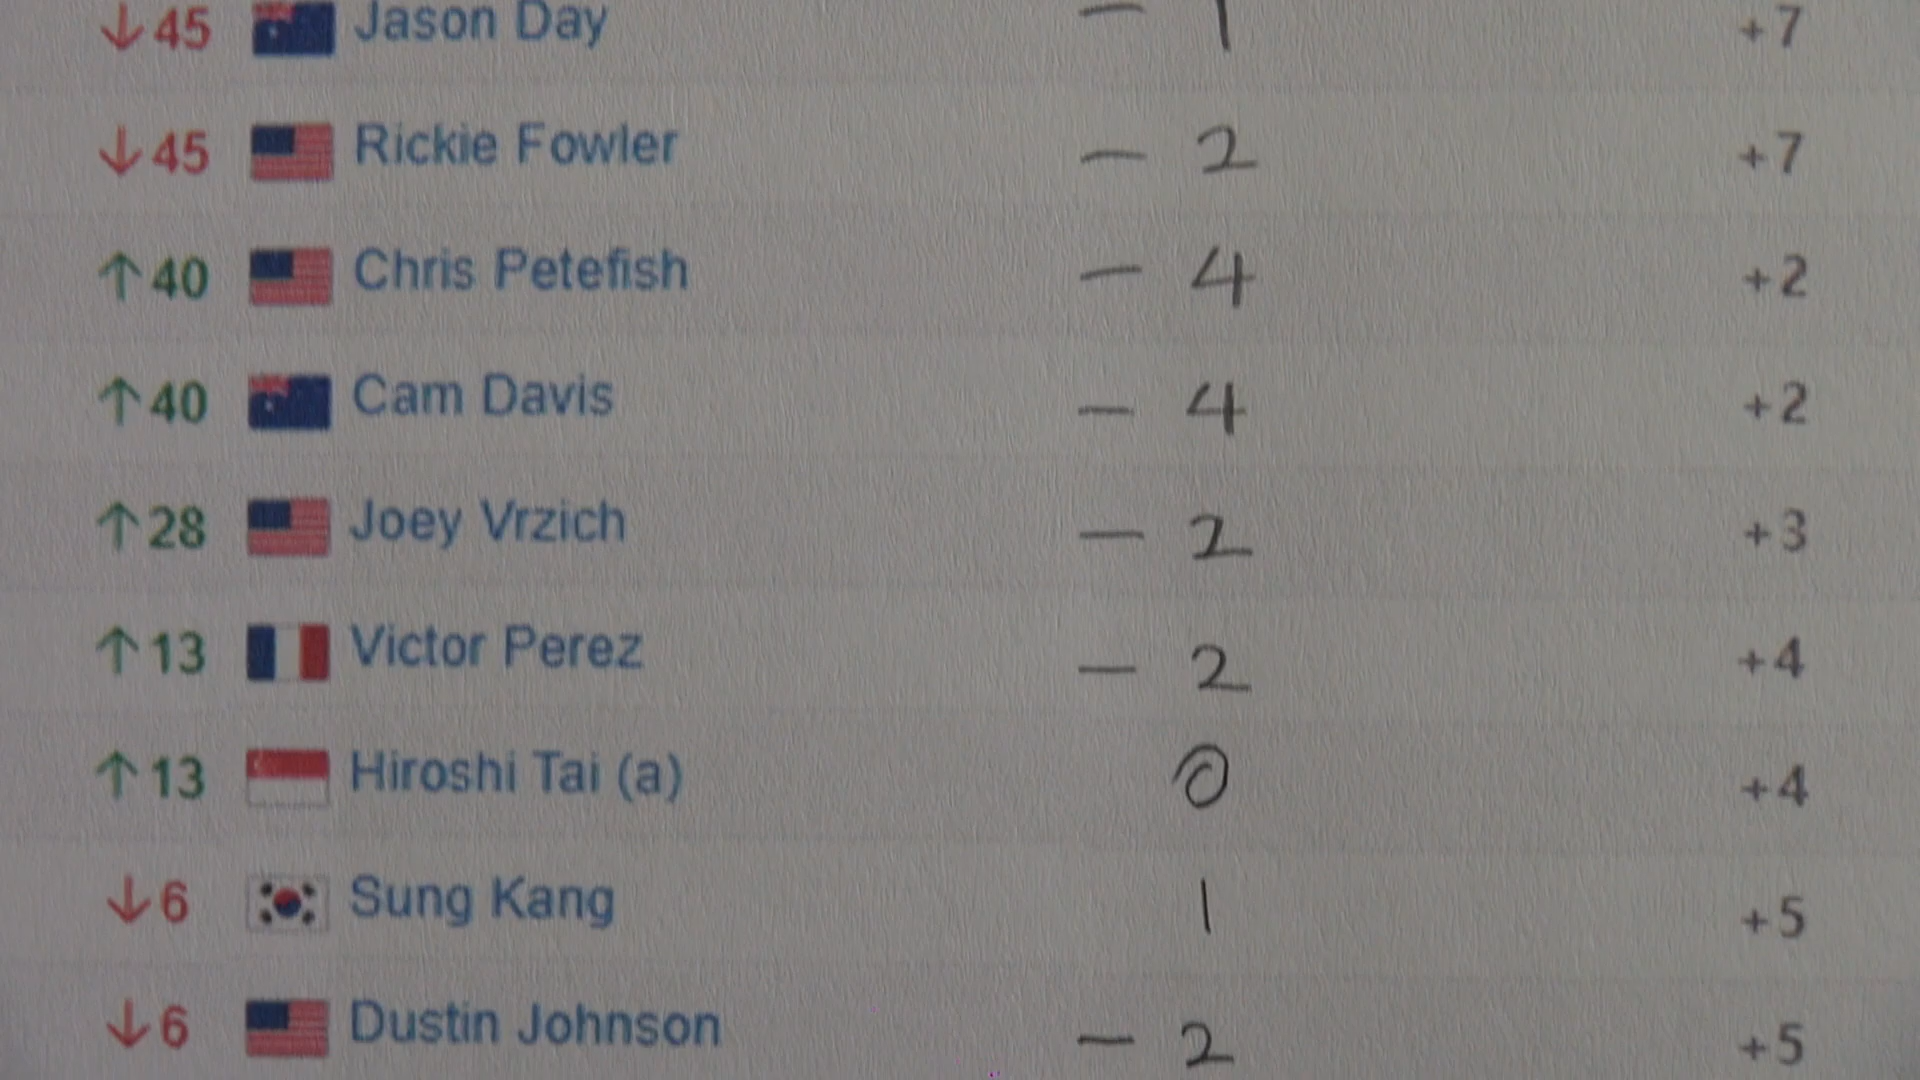 ↓45 Jason Day — 1 +7
↓45 Rickie Fowler — 2 +7
↑40 Chris Petefish — 4 +2
↑40 Cam Davis — 4 +2
↑28 Joey Vrzich — 2 +3
↑13 Victor Perez — 2 +4
↑13 Hiroshi Tai (a) 0 +4
↓6 Sung Kang 1 +5
↓6 Dustin Johnson — 2 +5